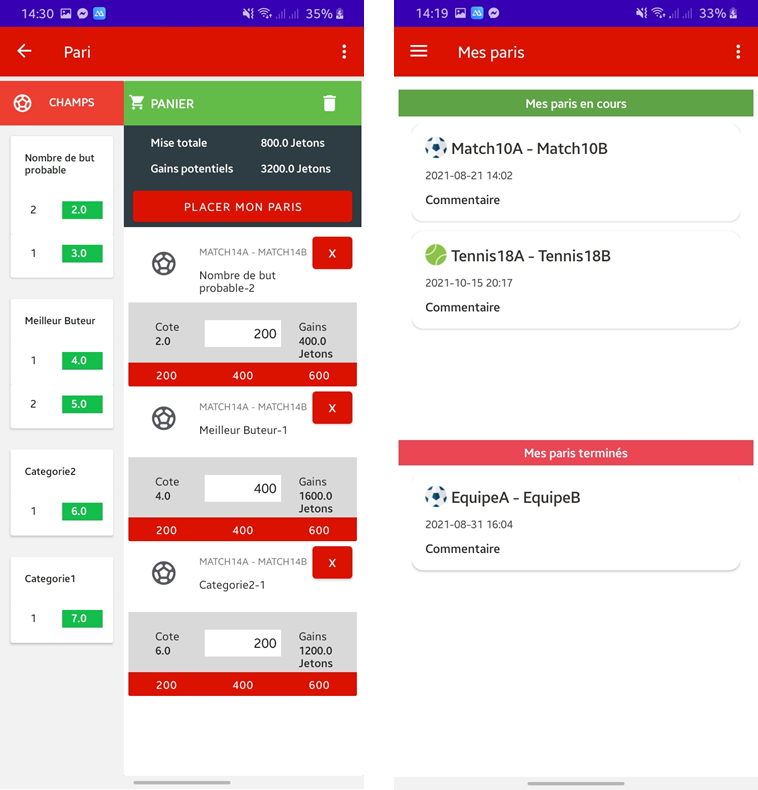 14:30 35%
Pari
CHAMPS
PANIER
Nombre de but
probable
2 2.0
1 3.0
Meilleur Buteur
1 4.0
2 5.0
Categorie2
1 6.0
Categorie1
1 7.0
Mise totale 800.0 Jetons
Gains potentiels 3200.0 Jetons
PLACER MON PARIS
MATCH14A - MATCH14B X
Nombre de but
probable-2
Cote
2.0
200
Gains
400.0
Jetons
200 400 600
MATCH14A - MATCH14B X
Meilleur Buteur-1
Cote
4.0
400
Gains
1600.0
Jetons
200 400 600
MATCH14A - MATCH14B X
Categorie2-1
Cote
6.0
200
Gains
1200.0
Jetons
200 400 600
14:19 33%
Mes paris
Mes paris en cours
Match10A - Match10B
2021-08-21 14:02
Commentaire
Tennis18A - Tennis18B
2021-10-15 20:17
Commentaire
Mes paris terminés
EquipeA - EquipeB
2021-08-31 16:04
Commentaire